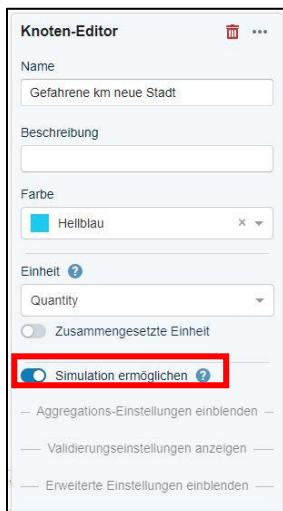 Knoten-Editor
Name
Gefahrene km neue Stadt
Beschreibung
Farbe
Hellblau
Einheit
Quantity
Zusammengesetzte Einheit
Simulation ermöglichen
Aggregations-Einstellungen einblenden
Validierungseinstellungen anzeigen
Erweiterte Einstellungen einblenden